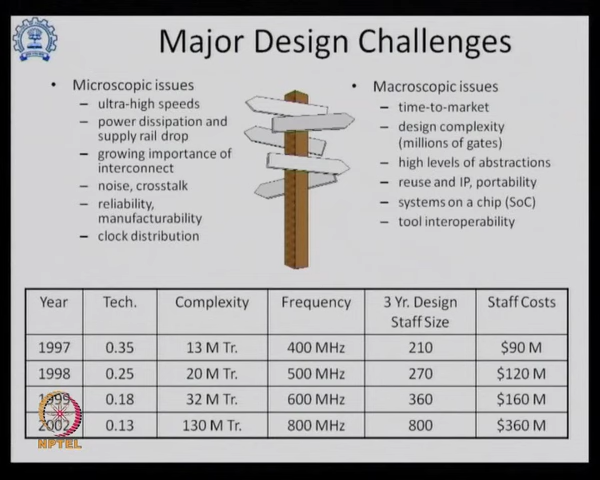 Major Design Challenges
• Microscopic issues
– ultra-high speeds
– power dissipation and
supply rail drop
– growing importance of
interconnect
– noise, crosstalk
– reliability,
manufacturability
– clock distribution
• Macroscopic issues
– time-to-market
– design complexity
(millions of gates)
– high levels of abstractions
– reuse and IP, portability
– systems on a chip (SoC)
– tool interoperability
Year Tech. Complexity Frequency 3 Yr. Design Staff Costs
Staff Size
1997 0.35 13 M Tr. 400 MHz 210 $90 M
1998 0.25 20 M Tr. 500 MHz 270 $120 M
1999 0.18 32 M Tr. 600 MHz 360 $160 M
2002 0.13 130 M Tr. 800 MHz 800 $360 M
NPTEL